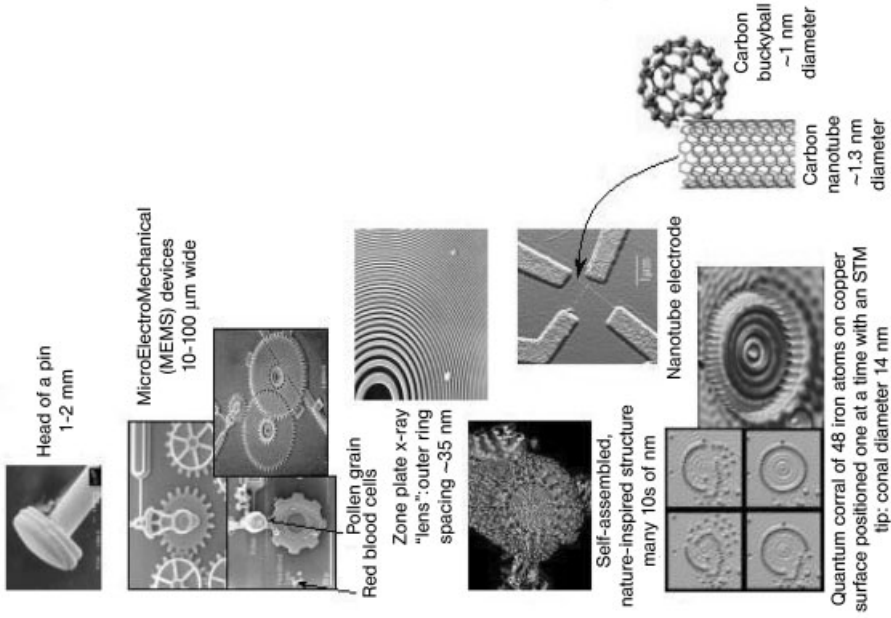 Head of a pin
1-2 mm
MicroElectroMechanical
(MEMS) devices
10-100 μm wide
Pollen grain
Red blood cells
Zone plate x-ray
“lens”:outer ring
spacing ~35 nm
Self-assembled,
nature-inspired structure
many 10s of nm
1μm
Nanotube electrode
Carbon
buckyball
~1 nm
diameter
Carbon
nanotube
~1.3 nm
diameter
Quantum corral of 48 iron atoms on copper
surface positioned one at a time with an STM
tip: conal diameter 14 nm